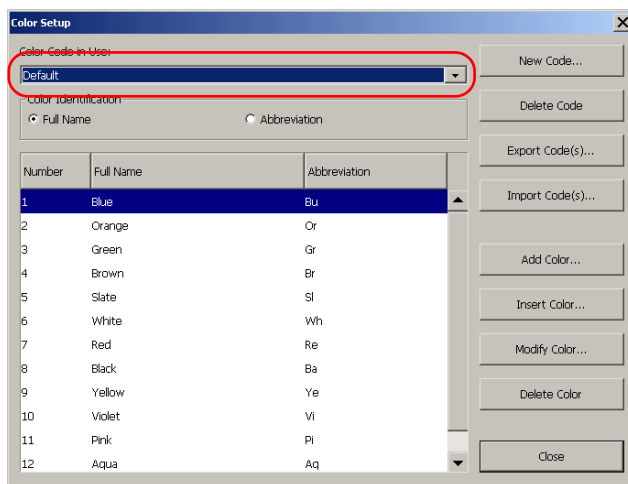 Color Setup
Color Code in Use:
Default
Color Identification
Full Name Abbreviation
Number Full Name Abbreviation
1 Blue Bu
2 Orange Or
3 Green Gr
4 Brown Br
5 Slate Sl
6 White Wh
7 Red Re
8 Black Ba
9 Yellow Ye
10 Violet Vi
11 Pink Pi
12 Aqua Aq
New Code...
Delete Code
Export Code(s)...
Import Code(s)...
Add Color...
Insert Color...
Modify Color...
Delete Color
Close